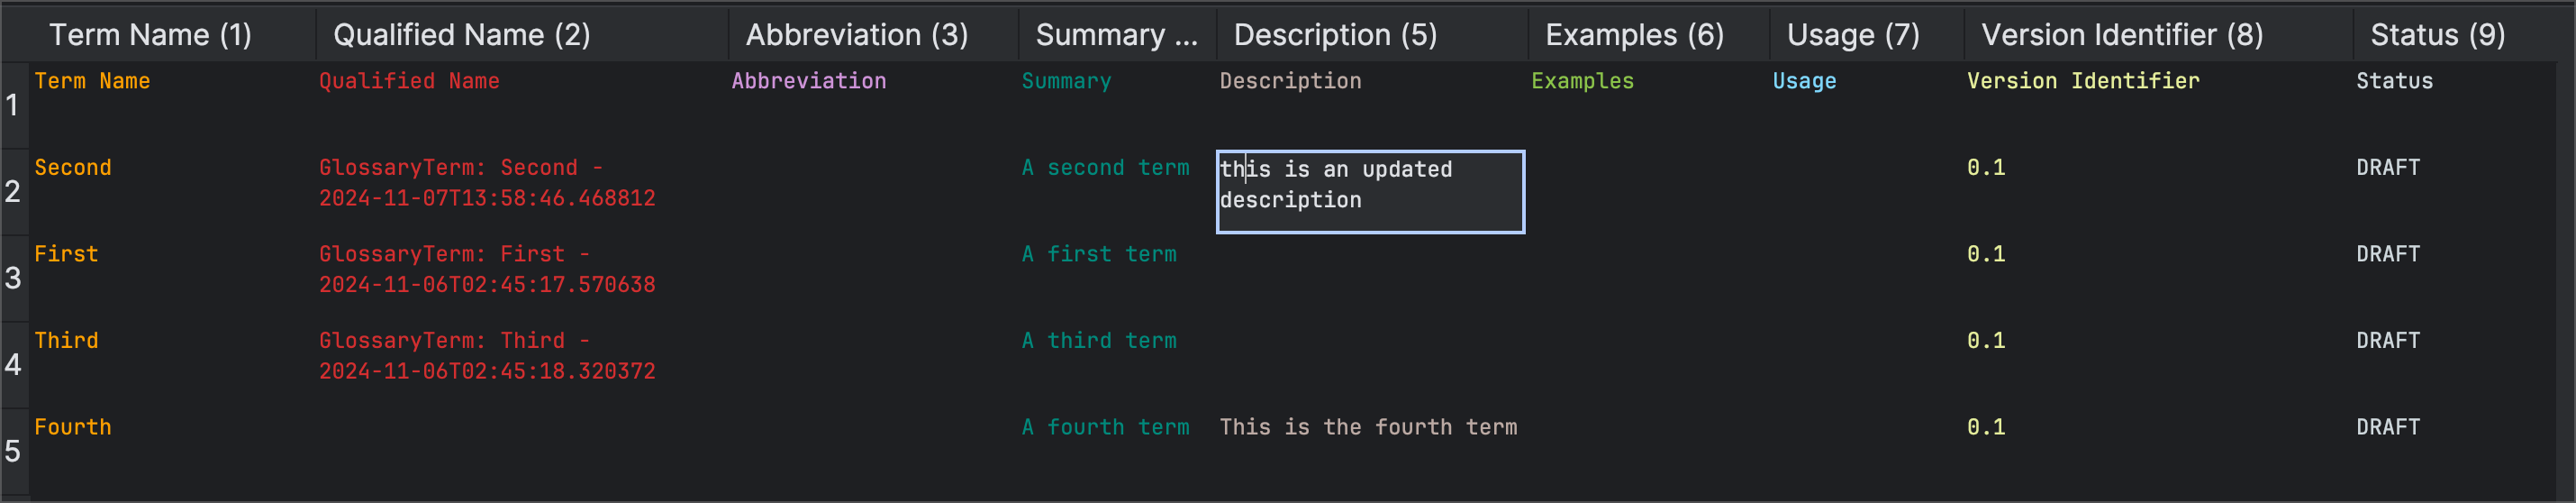 Term Name (1) Qualified Name (2) Abbreviation (3) Summary ... Description (5) Examples (6) Usage (7) Version Identifier (8) Status (9)
1 Term Name Qualified Name Abbreviation Summary Description Examples Usage Version Identifier Status
2 Second GlossaryTerm: Second - A second term this is an updated 0.1 DRAFT
2024-11-07T13:58:46.468812 description
3 First GlossaryTerm: First - A first term 0.1 DRAFT
2024-11-06T02:45:17.570638
4 Third GlossaryTerm: Third - A third term 0.1 DRAFT
2024-11-06T02:45:18.320372
5 Fourth A fourth term This is the fourth term 0.1 DRAFT